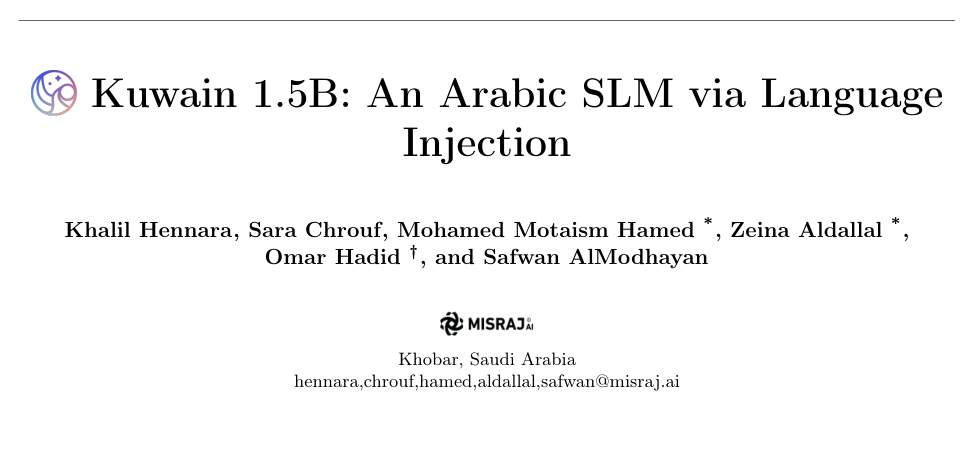 Kuwain 1.5B: An Arabic SLM via Language
Injection
Khalil Hennara, Sara Chrouf, Mohamed Motaism Hamed *, Zeina Aldallal *,
Omar Hadid †, and Safwan AlModhayan
MISRAJ AI
Khobar, Saudi Arabia
hennara,chrouf,hamed,aldallal,safwan@misraj.ai